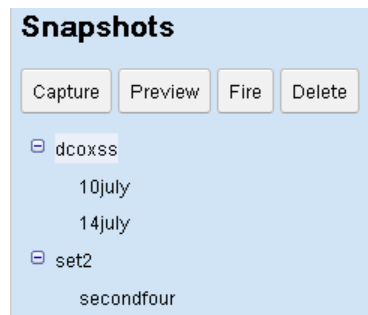 Snapshots
Capture Preview Fire Delete
dcoxss
10july
14july
set2
secondfour